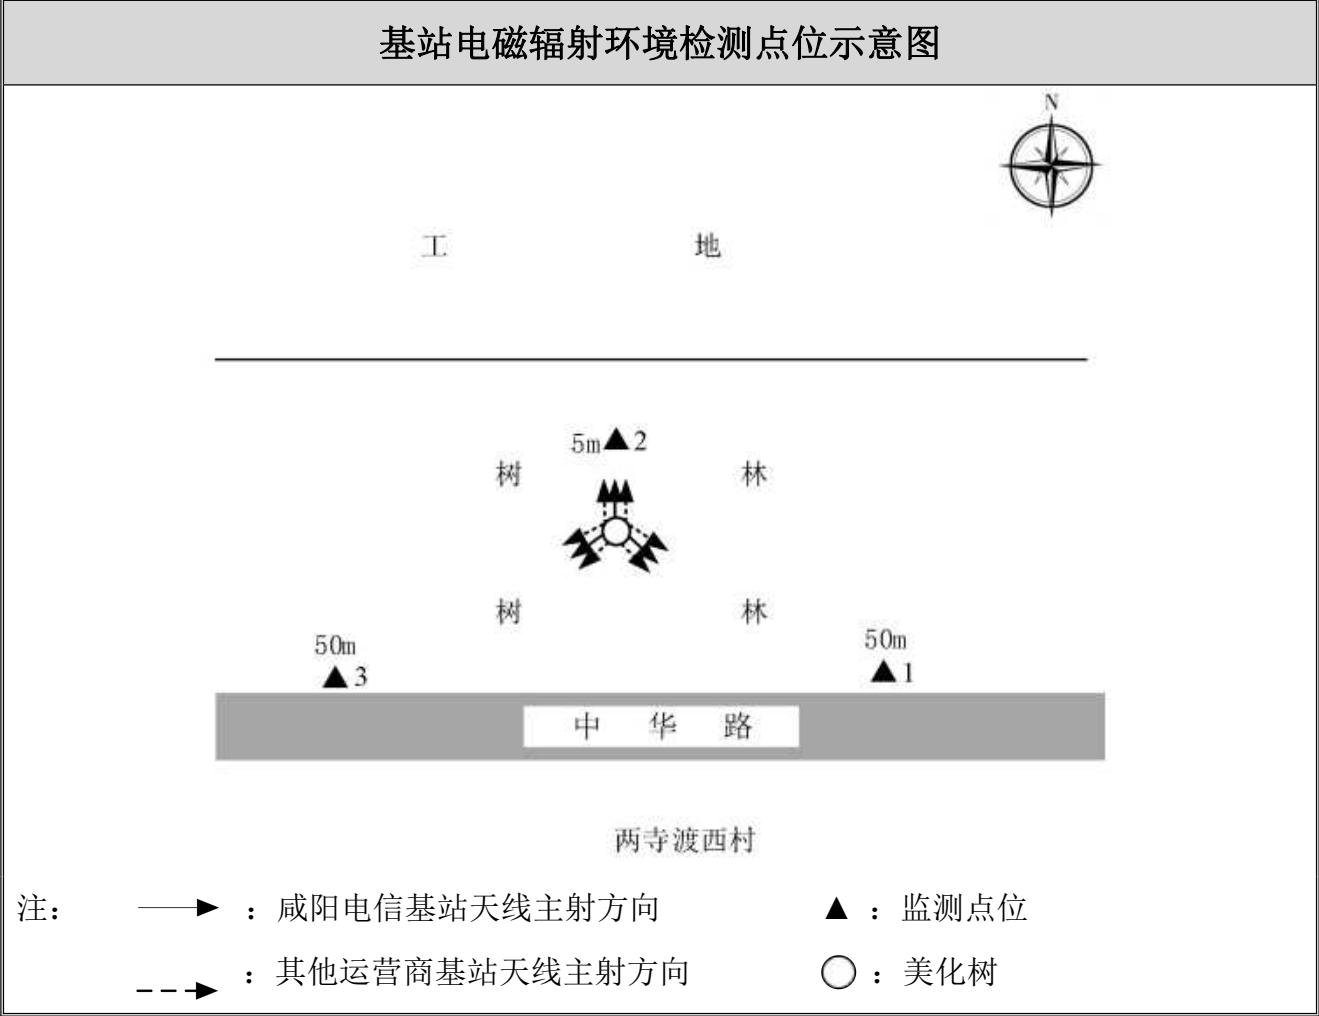 基站电磁辐射环境检测点位示意图
N
工 地
5m▲2
树 林
树 林
50m
▲3
50m
▲1
中 华 路
两寺渡西村
注： ：咸阳电信基站天线主射方向 ▲：监测点位
：其他运营商基站天线主射方向 ：美化树